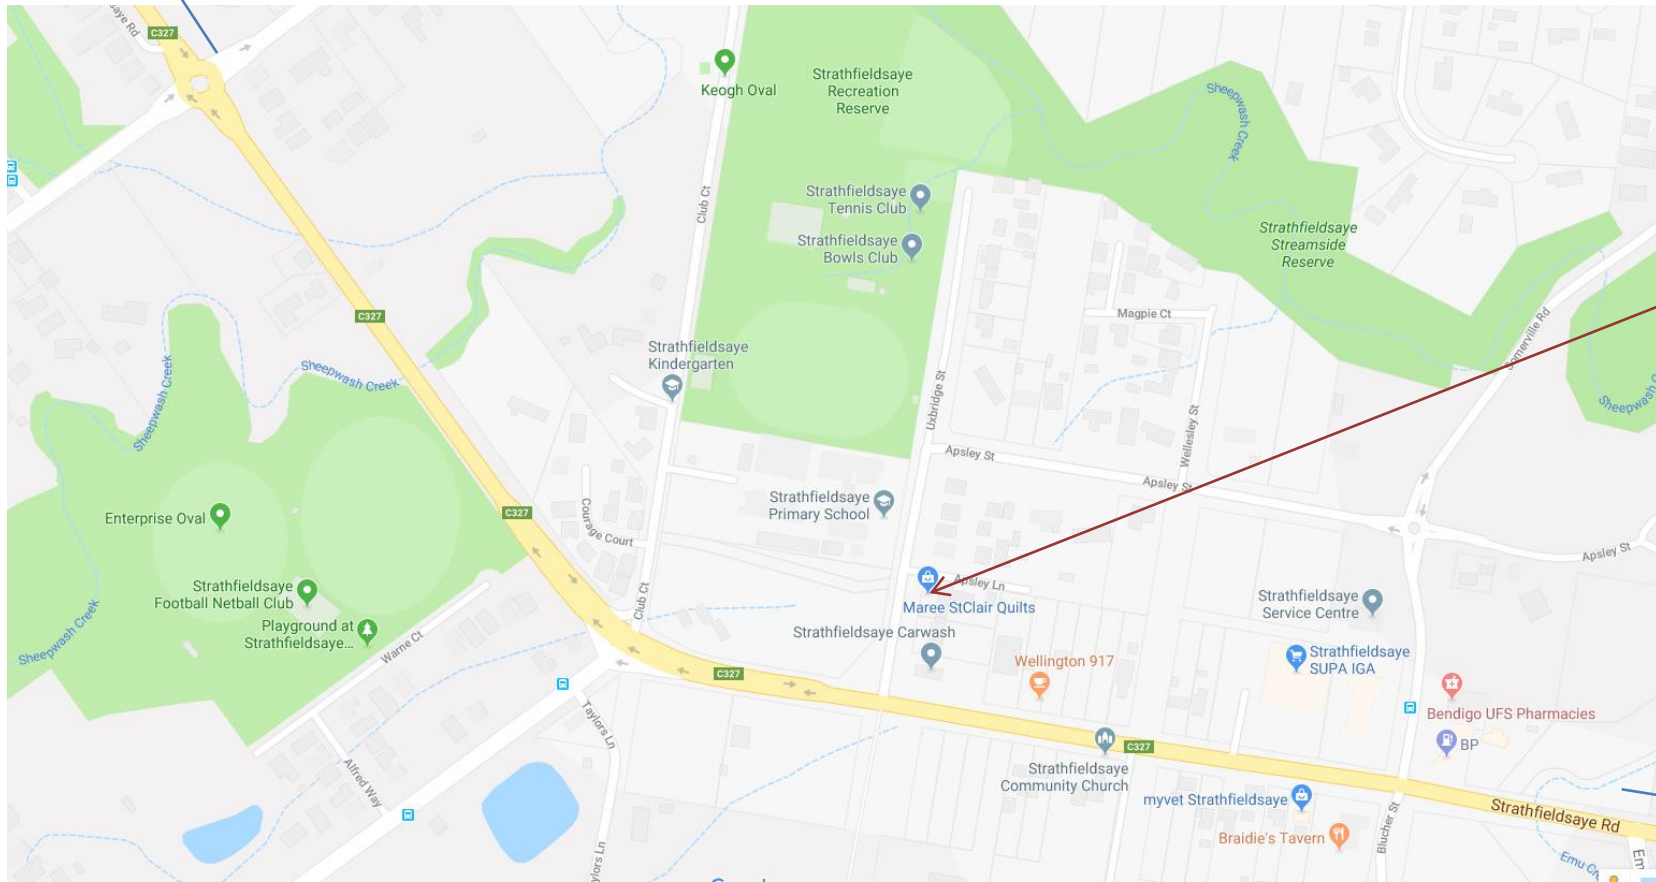 C327
Keogh Oval
Strathfieldsaye
Recreation
Reserve
Sheepwash Creek
Club Ct
Strathfieldsaye
Tennis Club
Strathfieldsaye
Bowls Club
Strathfieldsaye
Streamside
Reserve
Magpie Ct
C327
Somerville Rd
Strathfieldsaye
Kindergarten
Sheepwash Creek
Sheepwash Creek
Uxbridge St
Wellesley St
Sheepwash
Apsley St
Apsley St
Strathfieldsaye
Primary School
C327
Enterprise Oval
Courage Court
Apsley St
Apsley Ln
Strathfieldsaye
Football Netball Club
Club Ct
Maree StClair Quilts
Strathfieldsaye
Service Centre
Playground at
Strathfieldsaye...
Strathfieldsaye Carwash
Sheepwash Creek
Warne Ct
Wellington 917
Strathfieldsaye
SUPA IGA
C327
Taylors Ln
Bendigo UFS Pharmacies
BP
C327
Alfred Way
Strathfieldsaye
Community Church
myvet Strathfieldsaye
Strathfieldsaye Rd
Braidie's Tavern
Blucher St